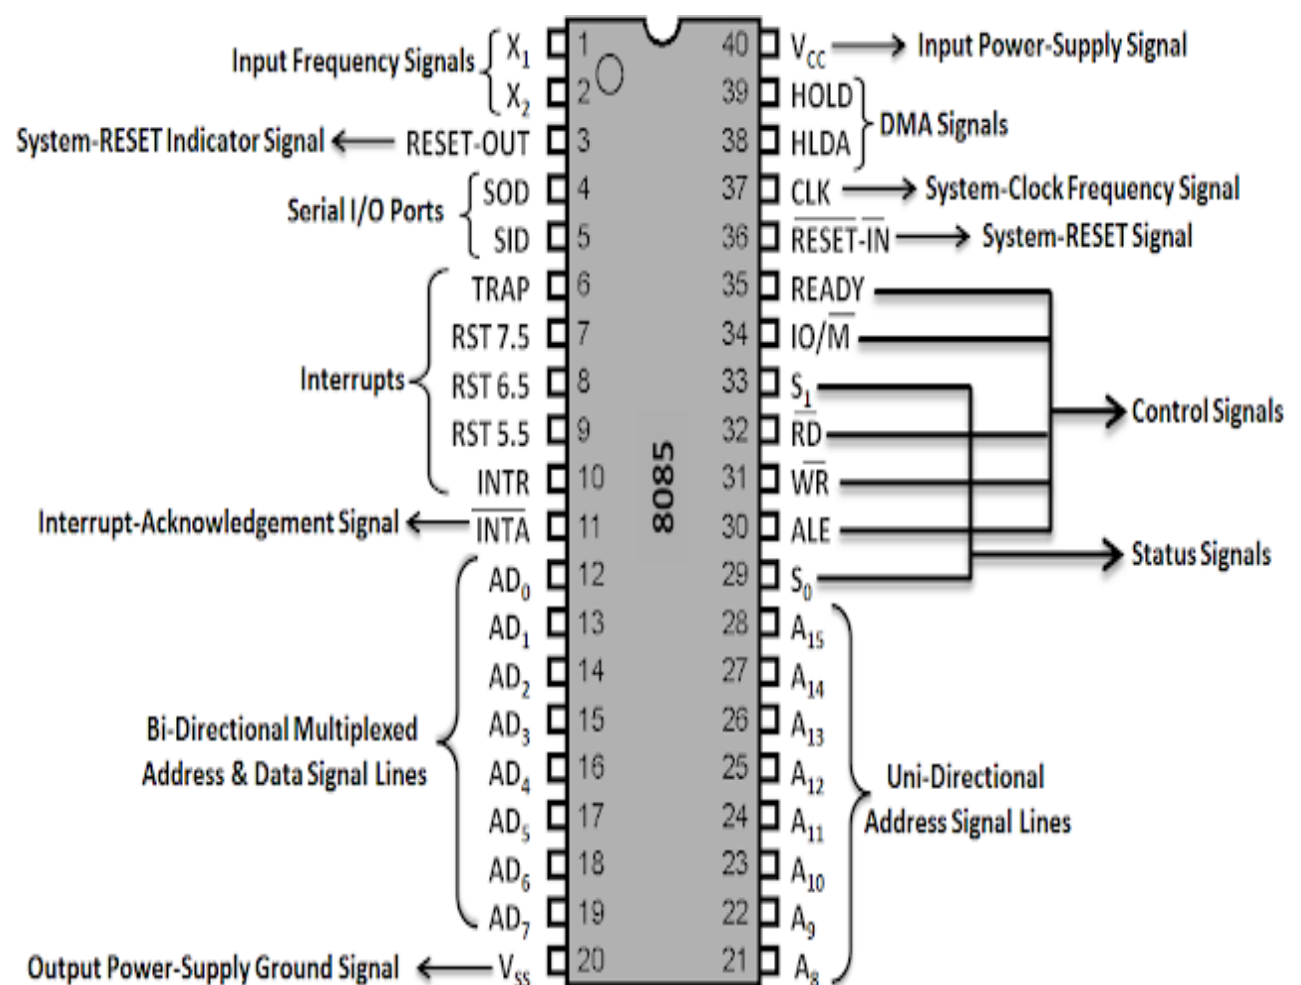 Input Frequency Signals
X1 1
X2 2
System-RESET Indicator Signal RESET-OUT 3
Serial I/O Ports
SOD 4
SID 5
Interrupts
TRAP 6
RST 7.5 7
RST 6.5 8
RST 5.5 9
INTR 10
Interrupt-Acknowledgement Signal INTA 11
Bi-Directional Multiplexed
Address & Data Signal Lines
AD0 12
AD1 13
AD2 14
AD3 15
AD4 16
AD5 17
AD6 18
AD7 19
Output Power-Supply Ground Signal VSS 20
8085
40 VCC Input Power-Supply Signal
39 HOLD
38 HLDA
DMA Signals
37 CLK System-Clock Frequency Signal
36 RESET-IN System-RESET Signal
35 READY
34 IO/M
33 S1
32 RD
31 WR
30 ALE
29 S0
Control Signals
Status Signals
28 A15
27 A14
26 A13
25 A12
24 A11
23 A10
22 A9
21 A8
Uni-Directional
Address Signal Lines